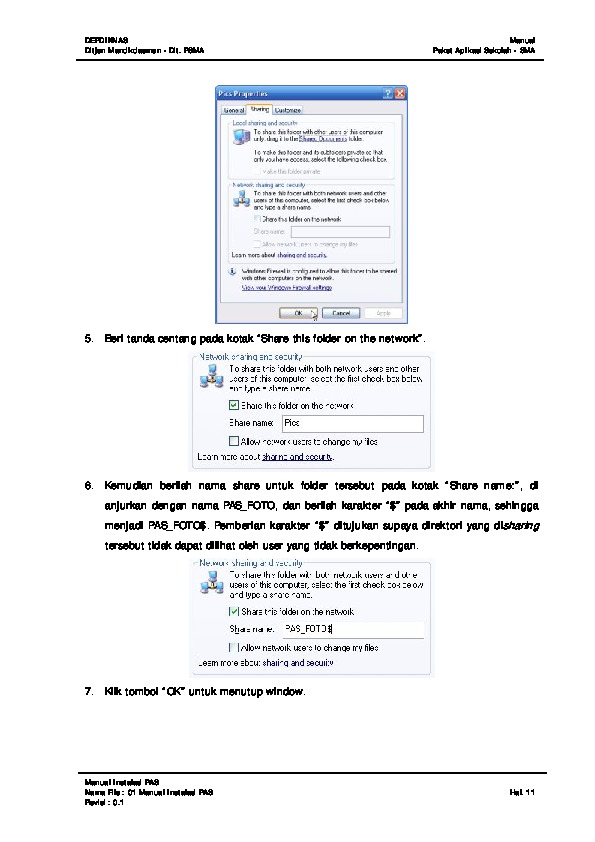 DEPDIKNAS
Manual
Ditjen Mandikdasmen - Dit. PSMA
Paket Aplikasi Sekolah - SMA
Pics Properties
General Sharing Customize
Local sharing and security
To share this folder with other users of this computer
only, drag it to the Shared Documents folder.
To make this folder and its subfolders private so that
only you have access, select the following check box.
Make this folder private
Network sharing and security
To share this folder with both network users and other
users of this computer, select the first check box below
and type a share name.
Share this folder on the network
Share name:
Allow network users to change my files
Learn more about sharing and security.
Windows Firewall is configured to allow this folder to be shared
with other computers on the network.
View your Windows Firewall settings
OK Cancel Apply
5. Beri tanda centang pada kotak "Share this folder on the network".
Network sharing and security
To share this folder with both network users and other
users of this computer, select the first check box below
and type a share name.
Share this folder on the network
Share name: Pics
Allow network users to change my files
Learn more about sharing and security.
6. Kemudian berilah nama share untuk folder tersebut pada kotak "Share name:", di
anjurkan dengan nama PAS_FOTO, dan berilah karakter "$" pada akhir nama, sehingga
menjadi PAS_FOTO$. Pemberian karakter "$" ditujukan supaya direktori yang disharing
tersebut tidak dapat dilihat oleh user yang tidak berkepentingan.
Network sharing and security
To share this folder with both network users and other
users of this computer, select the first check box below
and type a share name.
Share this folder on the network
Share name: PAS_FOTO$
Allow network users to change my files
Learn more about sharing and security.
7. Klik tombol "OK" untuk menutup window.
Manual Instalasi PAS
Nama File : 01 Manual Instalasi PAS
Hal. 11
Revisi : 0.1